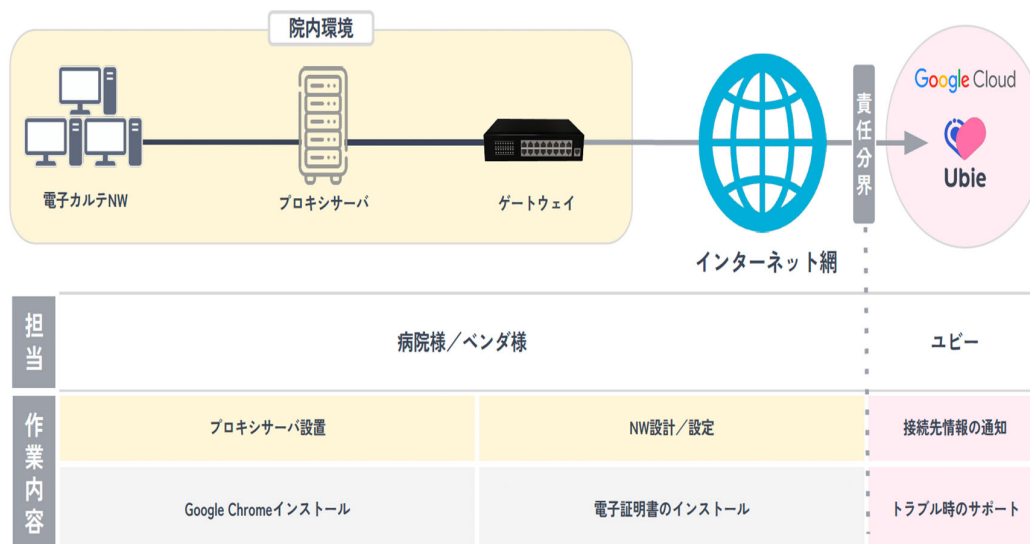 院内環境
電子カルテNW
プロキシサーバ
ゲートウェイ
インターネット網
責任分界
Google Cloud
Ubie
担当
病院様／ベンダ様
ユビー
作業内容
プロキシサーバ設置
NW設計／設定
接続先情報の通知
Google Chromeインストール
電子証明書のインストール
トラブル時のサポート